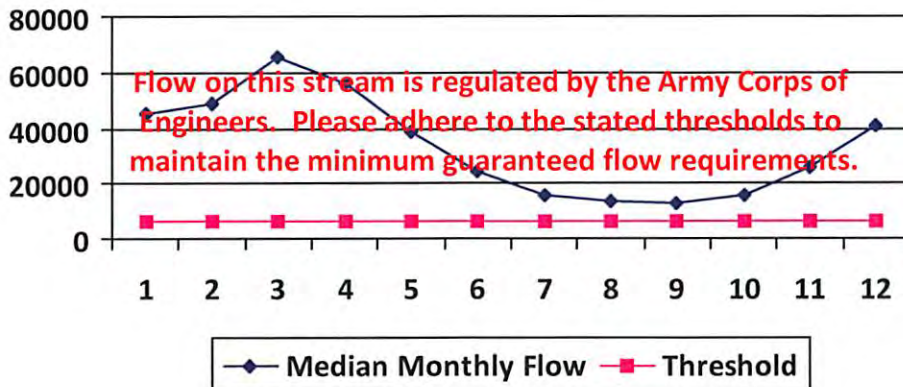 80000
60000
40000
20000
0
Flow on this stream is regulated by the Army Corps of
Engineers. Please adhere to the stated thresholds to
maintain the minimum guaranteed flow requirements.
1 2 3 4 5 6 7 8 9 10 11 12
Median Monthly Flow Threshold